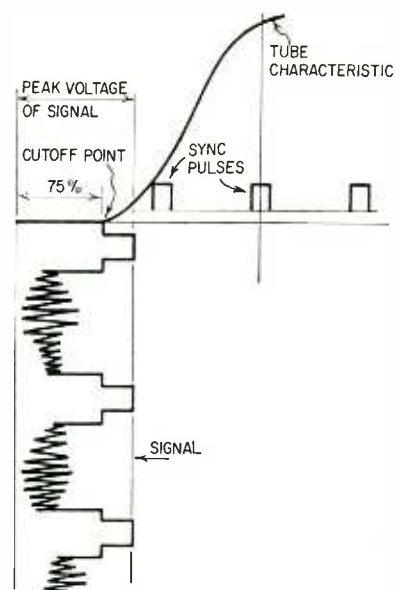 TUBE
CHARACTERISTIC
PEAK VOLTAGE
OF SIGNAL
CUTOFF POINT
SYNC
PULSES
75%
SIGNAL